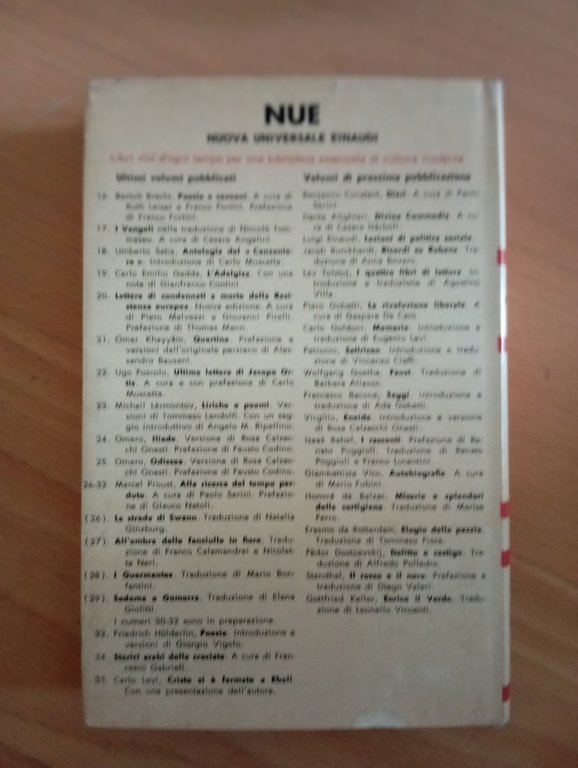 NUE
NUOVA UNIVERSALE EINAUDI
Libri vivi d'ogni tempo per una biblioteca essenziale di cultura moderna
Ultimi volumi pubblicati
16. Bertolt Brecht, Poesie e canzoni. A cura di
Ruth Leiser e Franco Fortini. Prefazione
di Franco Fortini.
17. I Vangeli nella traduzione di Niccolò Tom-
maseo. A cura di Cesare Angelini.
18. Umberto Saba, Antologia del « Canzonie-
re ». Introduzione di Carlo Muscetta.
19. Carlo Emilio Gadda, L'Adalgisa. Con una
nota di Gianfranco Contini.
20. Lettere di condannati a morte della Resi-
stenza europea. Nuova edizione. A cura
di Piero Malvezzi e Giovanni Pirelli.
Prefazione di Thomas Mann.
21. Omar Khayyâm, Quartine. Prefazione e
versioni dall'originale persiano di Ales-
sandro Bausani.
22. Ugo Foscolo, Ultime lettere di Jacopo Or-
tis. A cura e con prefazione di Carlo
Muscetta.
23. Michail Lermontov, Liriche e poemi. Ver-
sioni di Tommaso Landolfi. Con un sag-
gio introduttivo di Angelo M. Ripellino.
24. Omero, Iliade. Versione di Rosa Calzec-
chi Onesti. Prefazione di Fausto Codino.
25. Omero, Odissea. Versione di Rosa Calzec-
chi Onesti. Prefazione di Fausto Codino.
26-32 Marcel Proust, Alla ricerca del tempo per-
duto. A cura di Paolo Serini. Prefazio-
ne di Glauco Natoli.
(26). La strada di Swann. Traduzione di Natalia
Ginzburg.
(27). All'ombra delle fanciulle in fiore. Tradu-
zione di Franco Calamandrei e Nicolet-
ta Neri.
(28). I Guermantes. Traduzione di Mario Bon-
fantini.
(29). Sodoma e Gomorra. Traduzione di Elena
Giolitti.
I numeri 30-32 sono in preparazione.
33. Friedrich Hölderlin, Poesie. Introduzione e
versioni di Giorgio Vigolo.
34. Storici arabi delle crociate. A cura di Fran-
cesco Gabrieli.
35. Carlo Levi, Cristo si è fermato a Eboli.
Con una presentazione dell'autore.
Volumi di prossima pubblicazione
Benjamin Constant, Diari. A cura di Paolo
Serini.
Dante Alighieri, Divina Commedia. A cu-
ra di Cesare Garboli.
Luigi Einaudi, Lezioni di politica sociale.
Jacob Burckhardt, Ricordi su Rubens. Tra-
duzione di Anna Bovero.
Lev Tolstoj, I quattro libri di lettura. In-
troduzione e traduzione di Agostino
Villa.
Piero Gobetti, La rivoluzione liberale. A
cura di Gaspare De Caro.
Carlo Goldoni, Memorie. Introduzione e
traduzione di Eugenio Levi.
Petronio, Satiricon. Introduzione e tradu-
zione di Vincenzo Ciaffi.
Wolfgang Goethe, Faust. Traduzione di
Barbara Allason.
Francesco Bacone, Saggi. Introduzione e
traduzione di Ada Gobetti.
Virgilio, Eneide. Introduzione e versione
di Rosa Calzecchi Onesti.
Isaak Babel, I racconti. Prefazione di Re-
nato Poggioli. Traduzione di Renato
Poggioli e Franco Lucentini.
Giambattista Vico, Autobiografia. A cura
di Mario Fubini.
Honoré de Balzac, Miserie e splendori
delle cortigiane. Traduzione di Marise
Ferro.
Erasmo da Rotterdam, Elogio della pazzia.
Traduzione di Tommaso Fiore.
Fëdor Dostoevskij, Delitto e castigo. Tra-
duzione di Alfredo Polledro.
Stendhal, Il rosso e il nero. Prefazione e
traduzione di Diego Valeri.
Gottfried Keller, Enrico il Verde. Tradu-
zione di Leonello Vincenti.